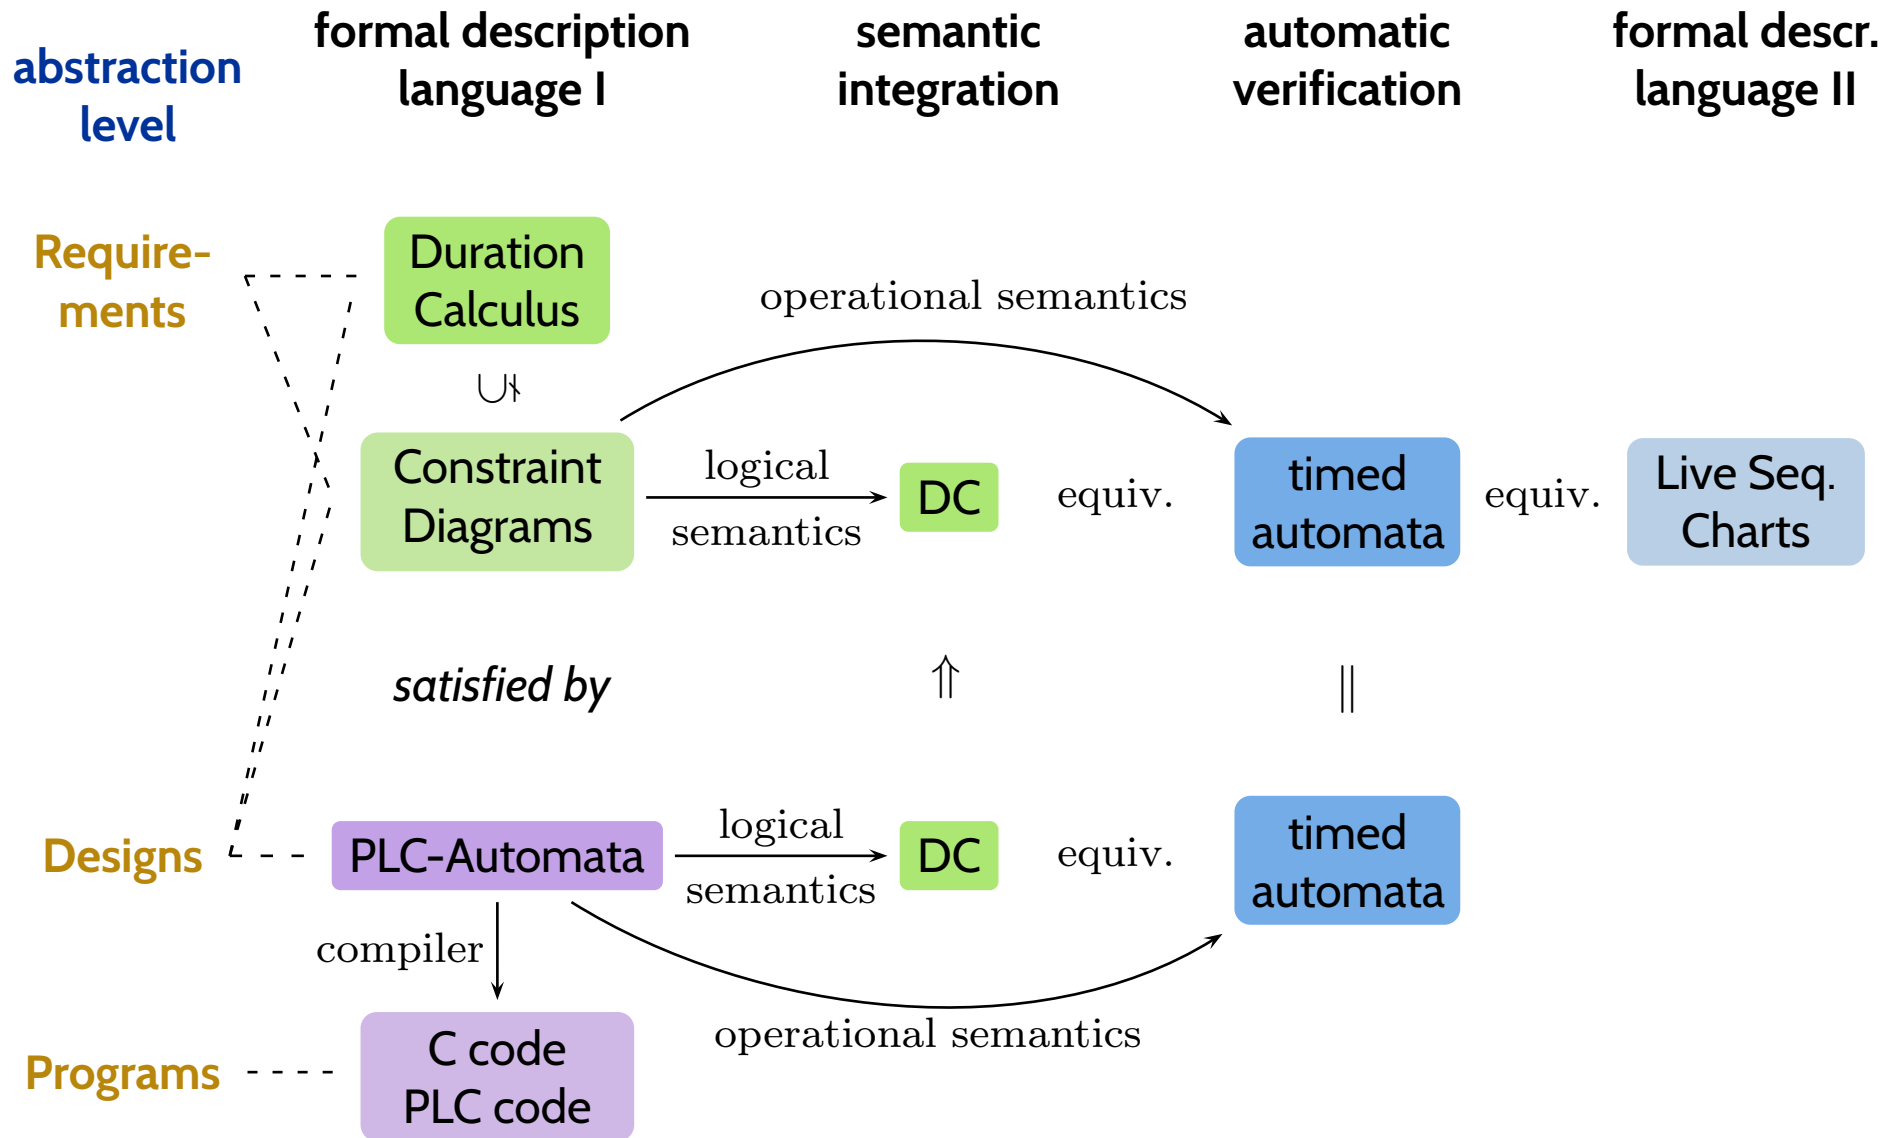 abstraction
level
formal description
language I
semantic
integration
automatic
verification
formal descr.
language II
Require-
ments
Duration
Calculus
operational semantics
Constraint
Diagrams
logical
semantics
DC
equiv.
timed
automata
equiv.
Live Seq.
Charts
satisfied by
⇑
||
Designs
PLC-Automata
logical
semantics
DC
equiv.
timed
automata
compiler
operational semantics
Programs
C code
PLC code